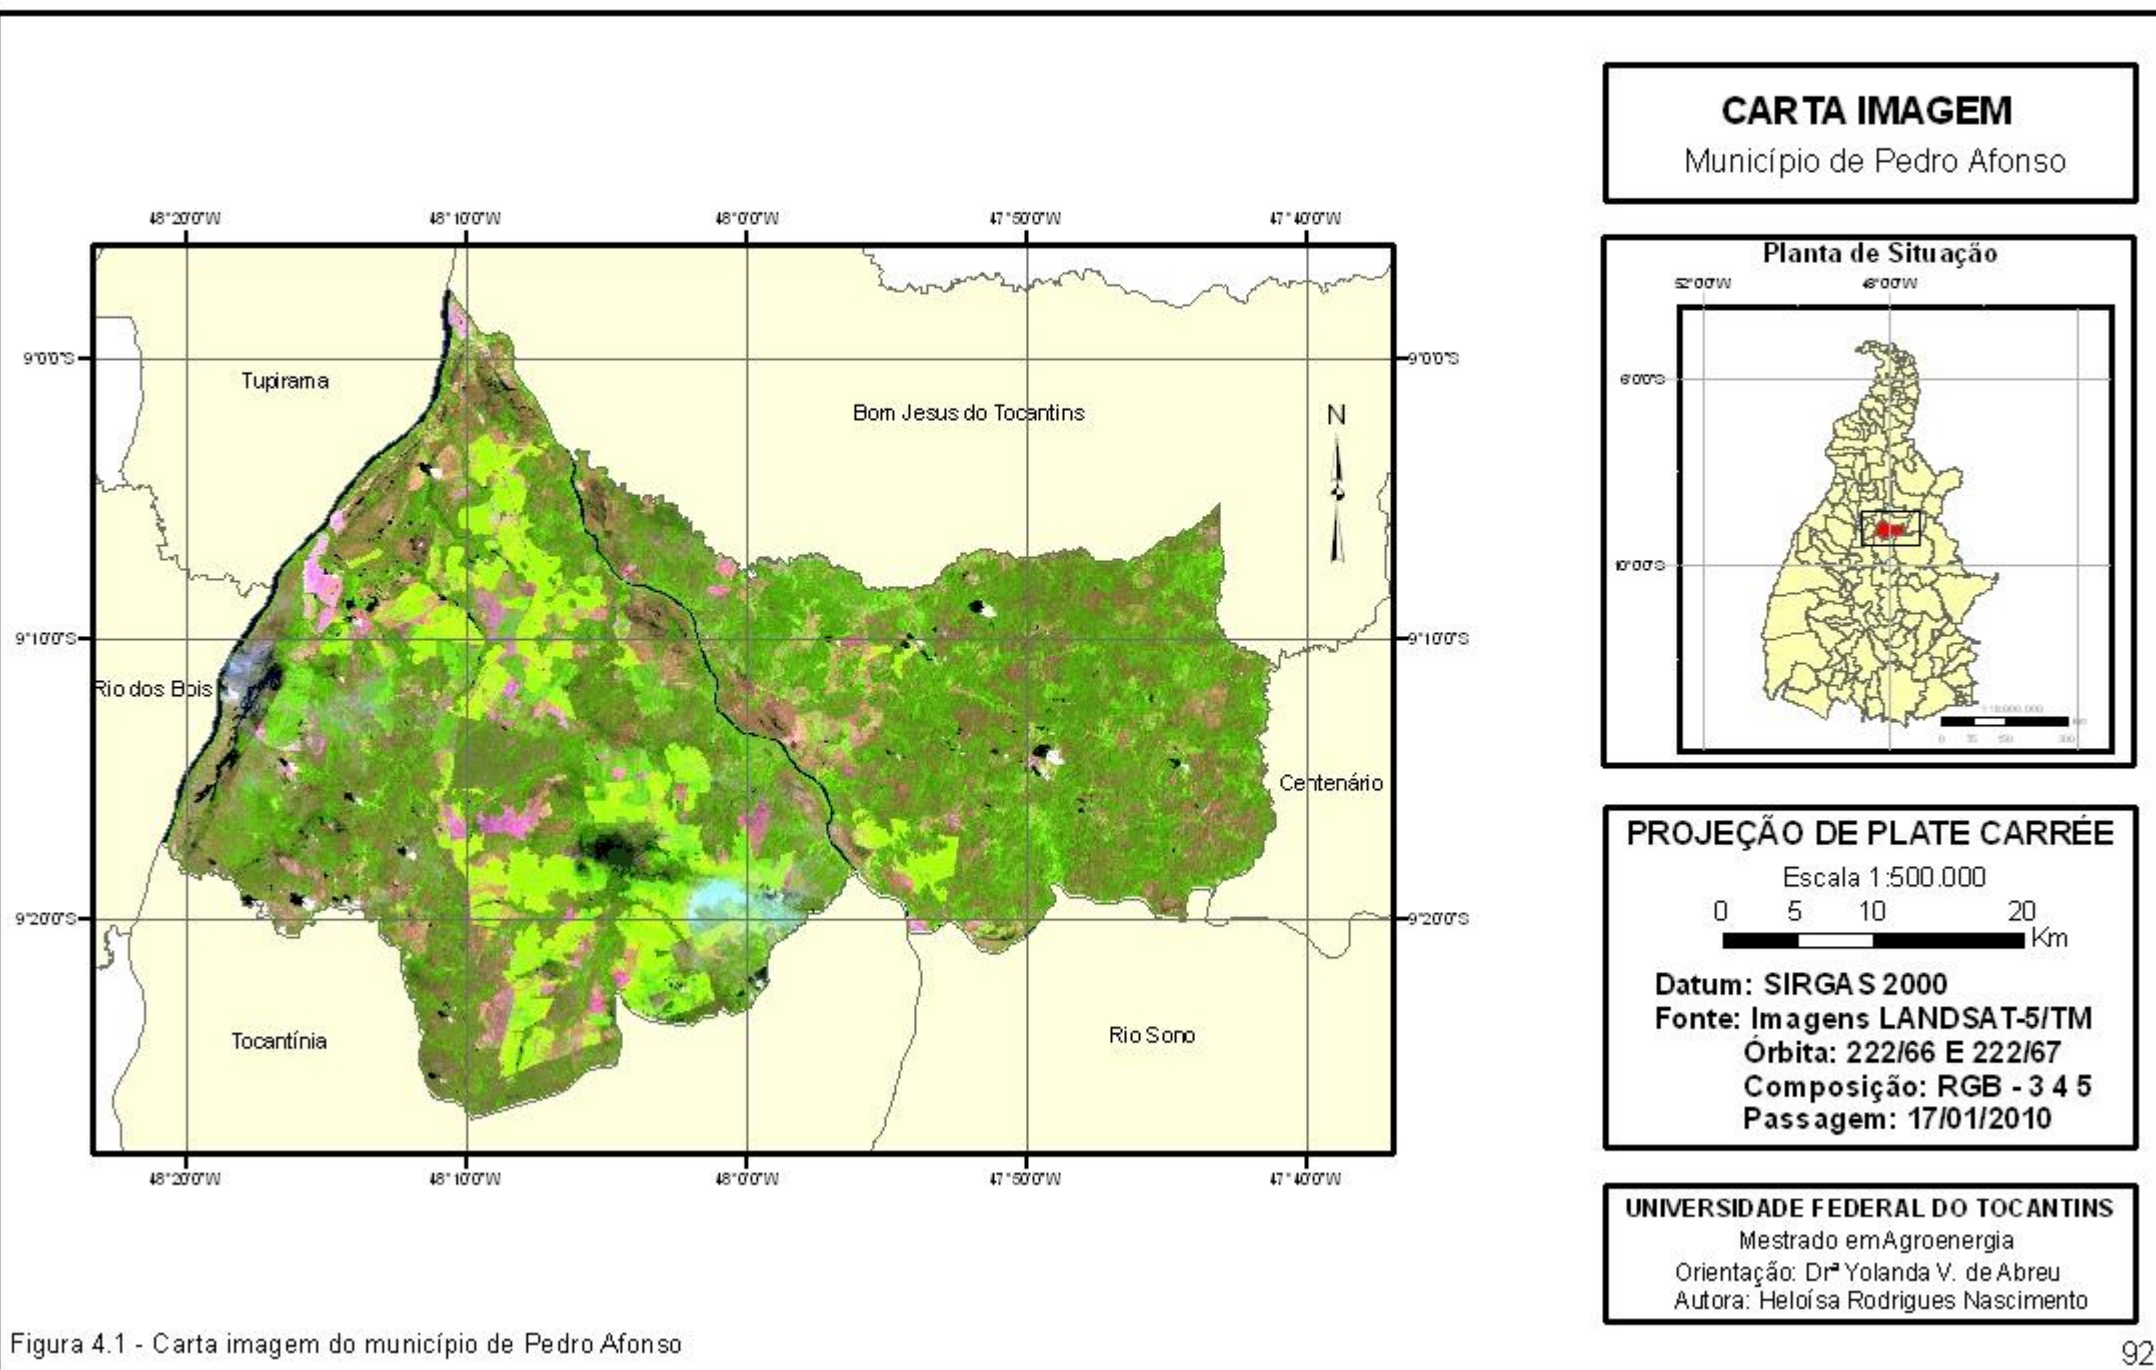 CARTA IMAGEM
Município de Pedro Afonso
48°20'0"W 48°10'0"W 48°0'0"W 47°50'0"W 47°40'0"W
9°0'0"S 9°0'0"S
Tupirama
Bom Jesus do Tocantins
N
9°10'0"S 9°10'0"S
Rio dos Bois
Centenário
9°20'0"S 9°20'0"S
Tocantínia
Rio Sono
48°20'0"W 48°10'0"W 48°0'0"W 47°50'0"W 47°40'0"W
Planta de Situação
52°0'0"W 48°0'0"W
6°0'0"S
10°0'0"S
PROJEÇÃO DE PLATE CARRÉE
Escala 1:500.000
0 5 10 20
Km
Datum: SIRGAS 2000
Fonte: Imagens LANDSAT-5/TM
Órbita: 222/66 E 222/67
Composição: RGB - 3 4 5
Passagem: 17/01/2010
UNIVERSIDADE FEDERAL DO TOCANTINS
Mestrado em Agroenergia
Orientação: Drª Yolanda V. de Abreu
Autora: Heloísa Rodrigues Nascimento
Figura 4.1 - Carta imagem do município de Pedro Afonso
92